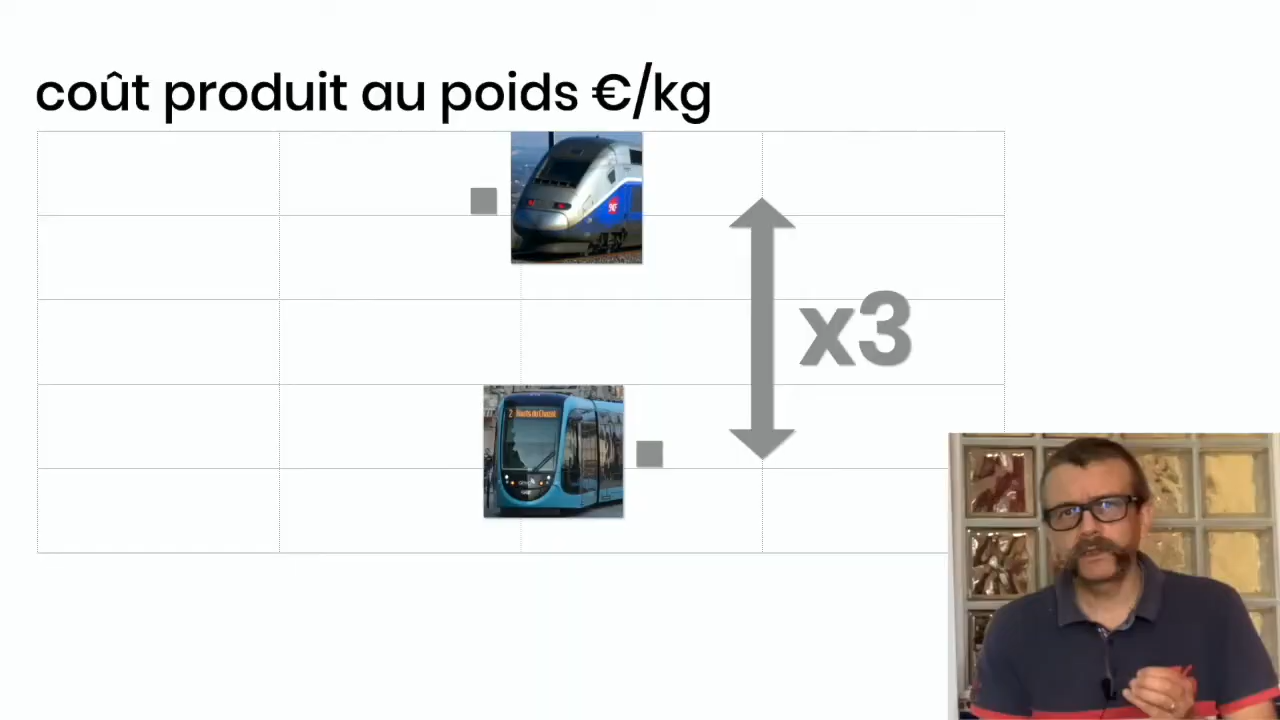 coût produit au poids €/kg
x3